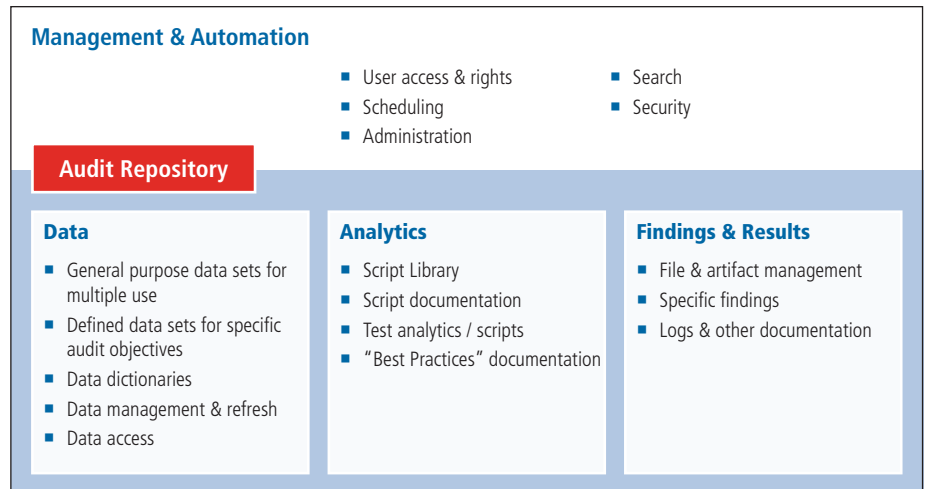 Management & Automation
■ User access & rights
■ Scheduling
■ Administration
■ Search
■ Security
Audit Repository
Data
■ General purpose data sets for
multiple use
■ Defined data sets for specific
audit objectives
■ Data dictionaries
■ Data management & refresh
■ Data access
Analytics
■ Script Library
■ Script documentation
■ Test analytics / scripts
■ “Best Practices” documentation
Findings & Results
■ File & artifact management
■ Specific findings
■ Logs & other documentation